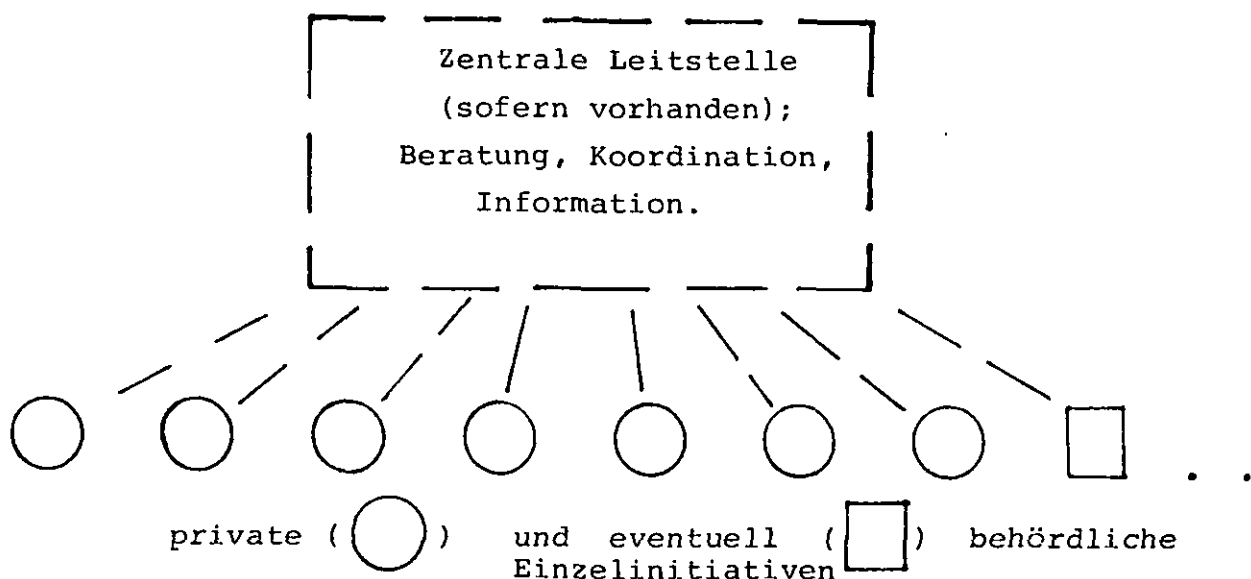 Zentrale Leitstelle
(sofern vorhanden);
Beratung, Koordination,
Information.
private ( ) und eventuell ( ) behördliche
Einzelinitiativen